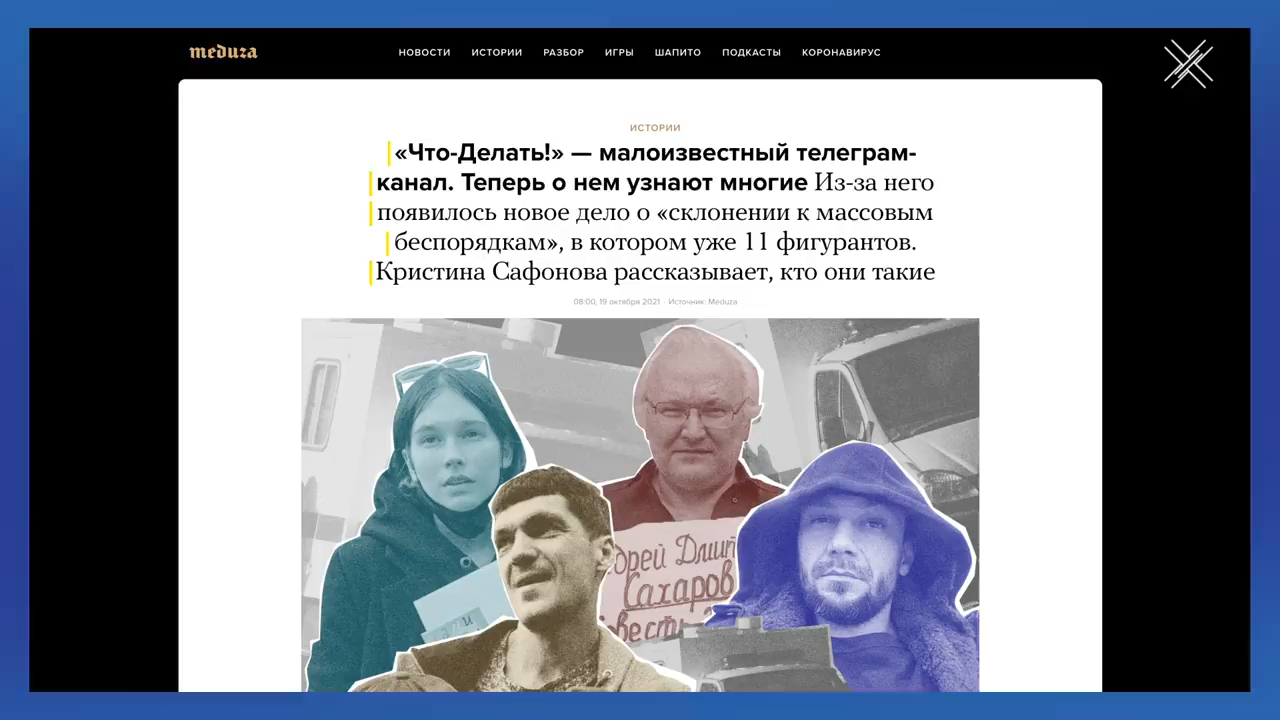 meduza
НОВОСТИ ИСТОРИИ РАЗБОР ИГРЫ ШАПИТО ПОДКАСТЫ КОРОНАВИРУС
ИСТОРИИ
«Что-Делать!» — малоизвестный телеграм-
канал. Теперь о нем узнают многие Из-за него
появилось новое дело о «склонении к массовым
беспорядкам», в котором уже 11 фигурантов.
Кристина Сафонова рассказывает, кто они такие
08:00, 19 октября 2021 · Источник: Meduza
Сахаров